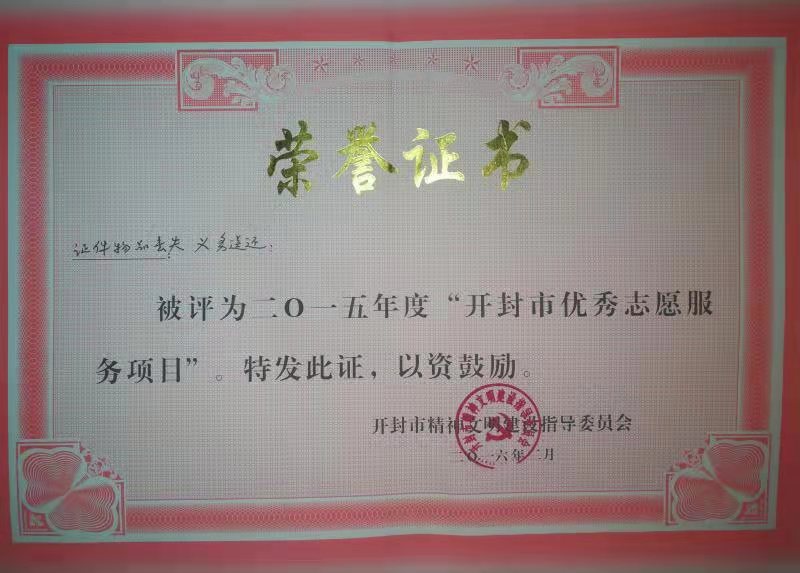 荣誉证书
证件物品丢失 义务送还:
被评为二〇一五年度“开封市优秀志愿服
务项目”。特发此证，以资鼓励。
开封市精神文明建设指导委员会
二〇一六年二月